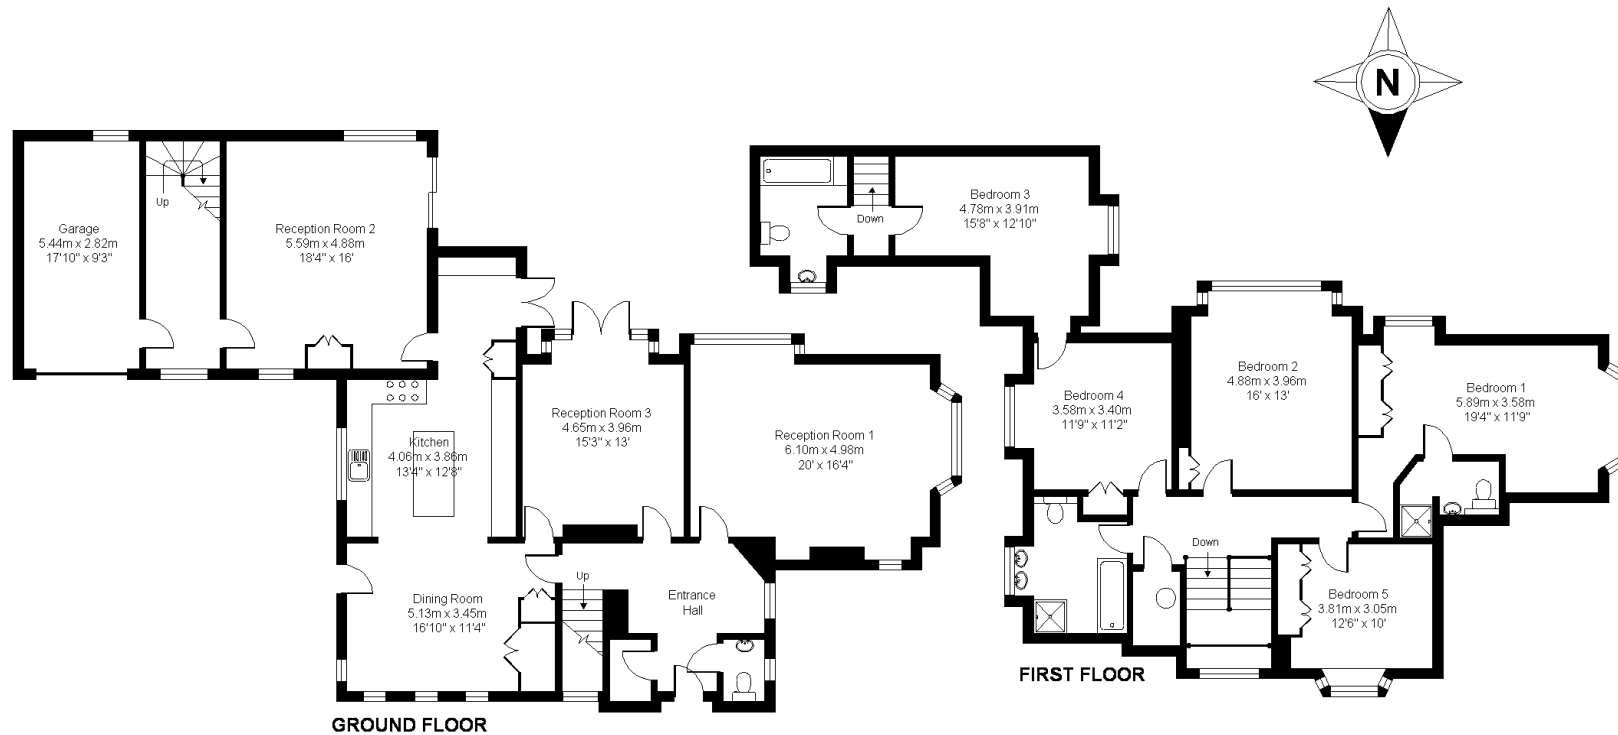 N
Garage
5.44m x 2.82m
17'10" x 9'3"
Up
Reception Room 2
5.59m x 4.88m
18'4" x 16'
Kitchen
4.06m x 3.86m
13'4" x 12'8"
Reception Room 3
4.65m x 3.96m
15'3" x 13'
Reception Room 1
6.10m x 4.98m
20' x 16'4"
Dining Room
5.13m x 3.45m
16'10" x 11'4"
Up
Entrance
Hall
GROUND FLOOR
Down
Bedroom 3
4.78m x 3.91m
15'8" x 12'10"
Bedroom 4
3.58m x 3.40m
11'9" x 11'2"
Bedroom 2
4.88m x 3.96m
16' x 13'
Bedroom 1
5.89m x 3.58m
19'4" x 11'9"
Down
Bedroom 5
3.81m x 3.05m
12'6" x 10'
FIRST FLOOR